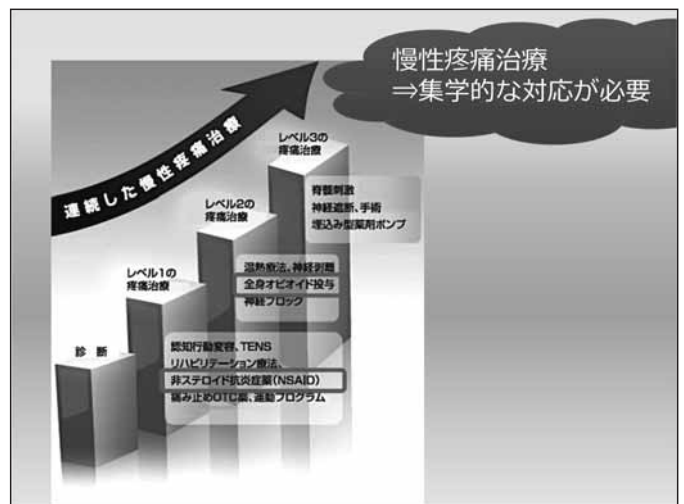 慢性疼痛治療
⇒集学的な対応が必要
連続した慢性疼痛治療
レベル3の
疼痛治療
脊髄刺激
神経遮断、手術
埋込み型薬剤ポンプ
レベル2の
疼痛治療
温熱療法、神経剥離
全身オピオイド投与
神経ブロック
レベル1の
疼痛治療
認知行動変容、TENS
リハビリテーション療法、
非ステロイド抗炎症薬(NSAID)
痛み止めOTC薬、運動プログラム
診 断